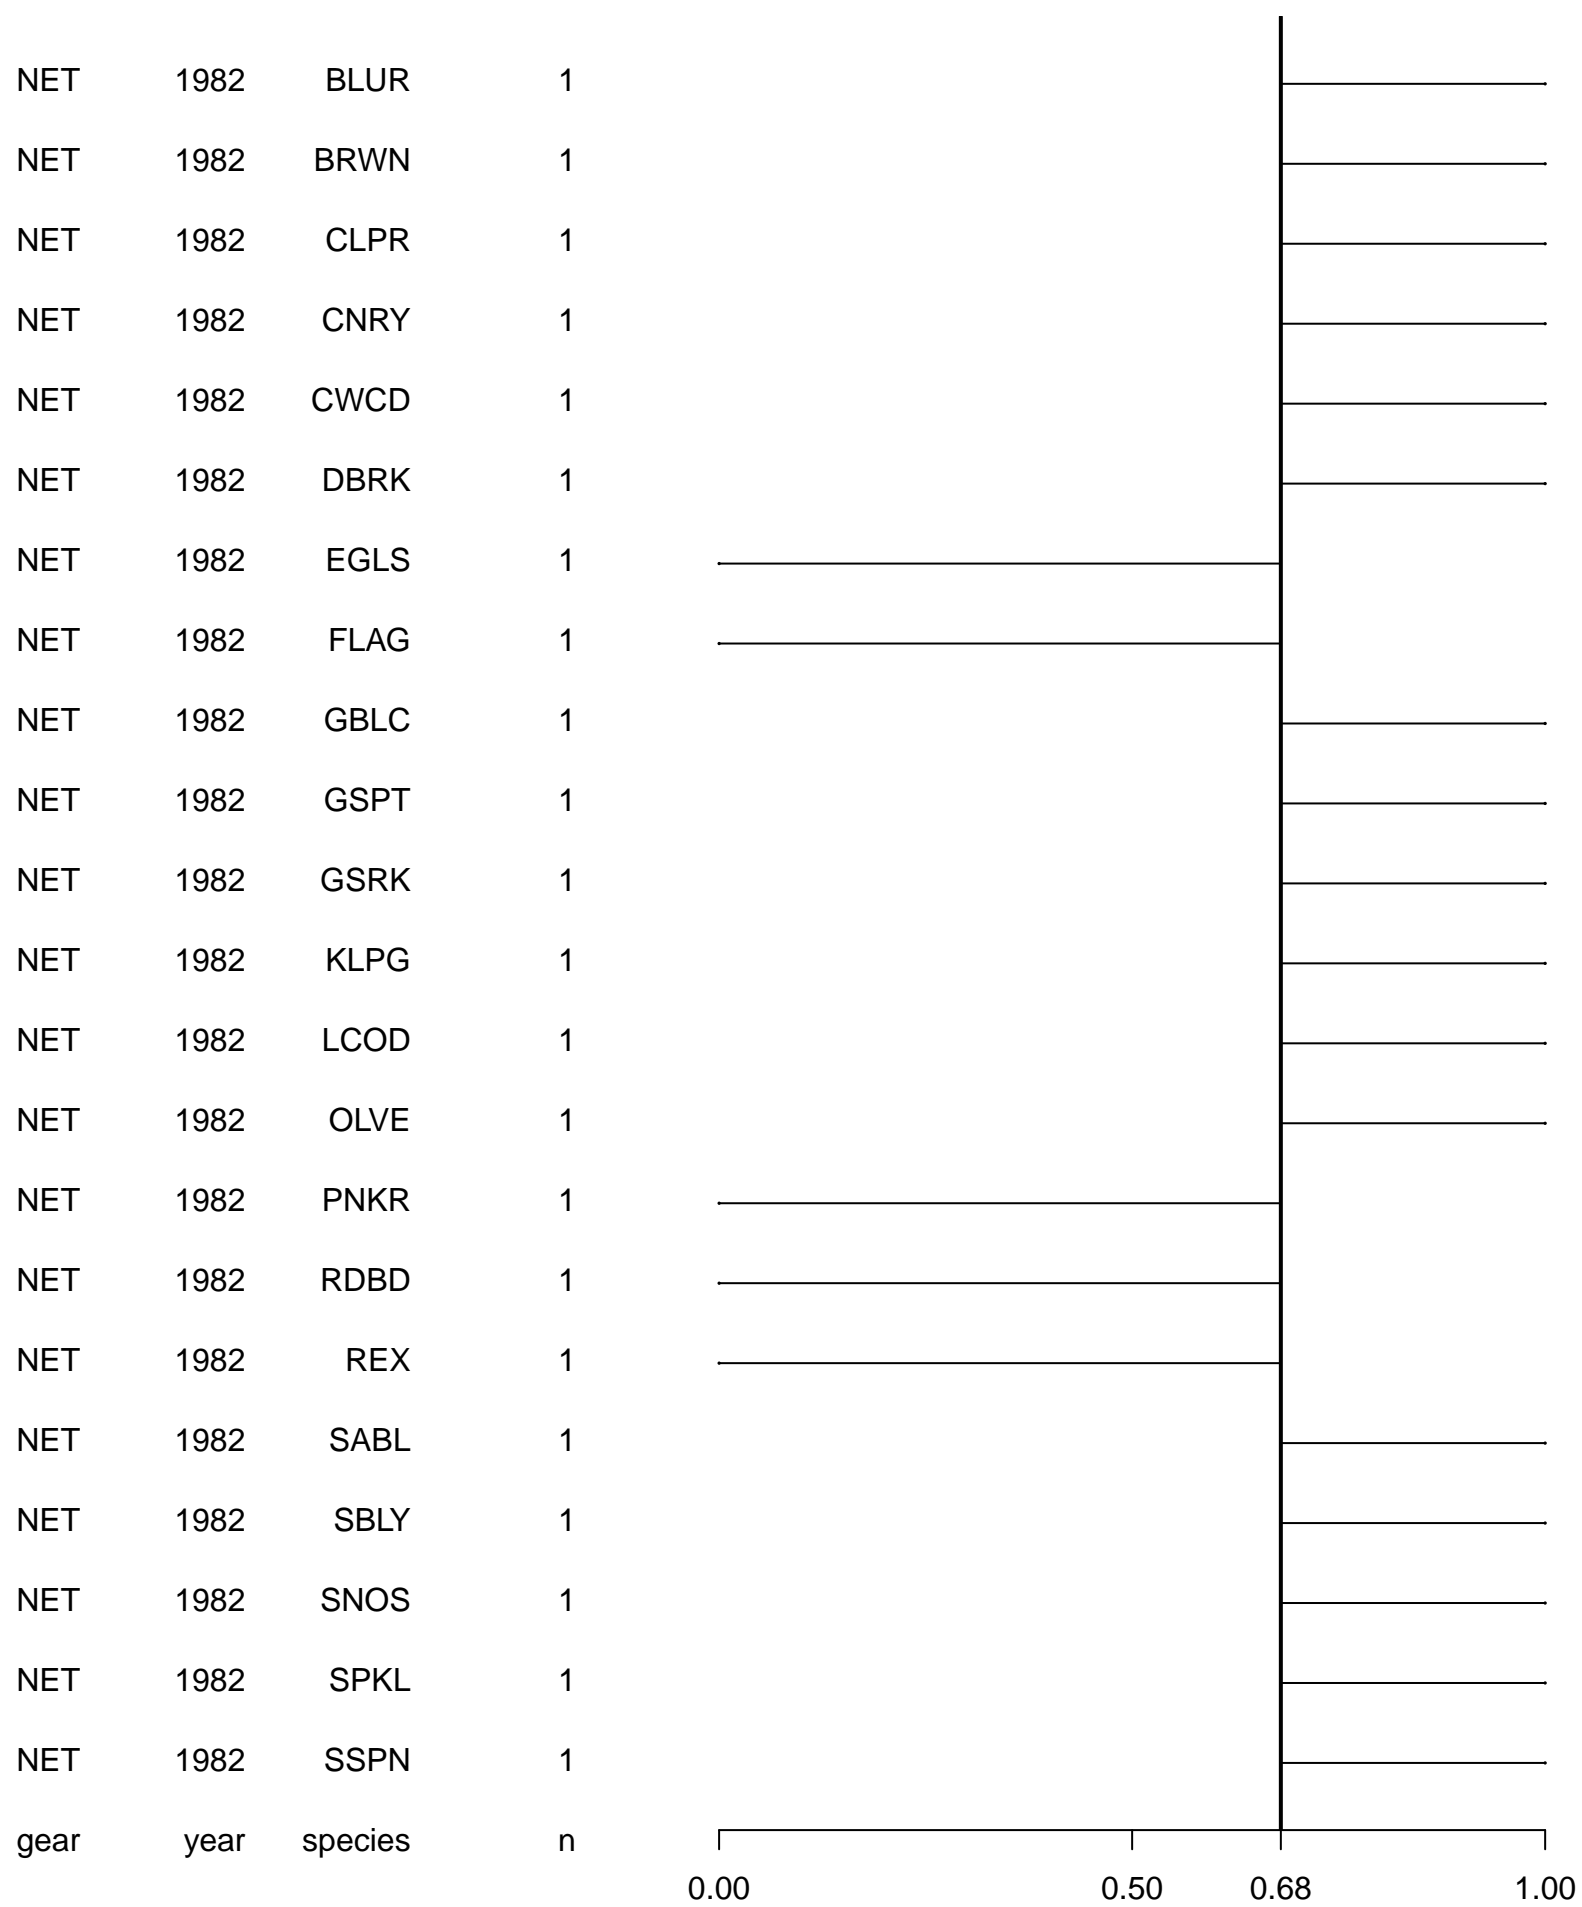 NET 1982 BLUR 1
NET 1982 BRWN 1
NET 1982 CLPR 1
NET 1982 CNRY 1
NET 1982 CWCD 1
NET 1982 DBRK 1
NET 1982 EGLS 1
NET 1982 FLAG 1
NET 1982 GBLC 1
NET 1982 GSPT 1
NET 1982 GSRK 1
NET 1982 KLPG 1
NET 1982 LCOD 1
NET 1982 OLVE 1
NET 1982 PNKR 1
NET 1982 RDBD 1
NET 1982 REX 1
NET 1982 SABL 1
NET 1982 SBLY 1
NET 1982 SNOS 1
NET 1982 SPKL 1
NET 1982 SSPN 1
gear year species n
0.00 0.50 0.68 1.00